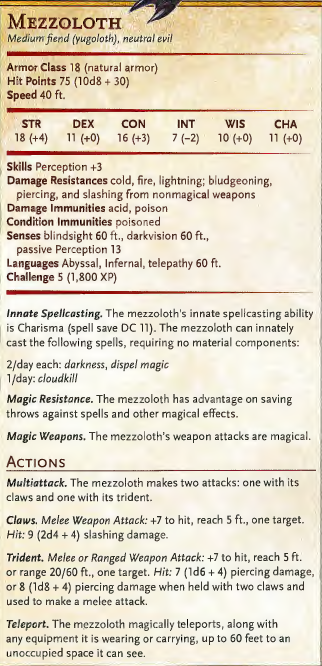 MEZZOLOTH
Medium fiend (yugoloth), neutral evil
Armor Class 18 (natural armor)
Hit Points 75 (10d8 + 30)
Speed 40 ft.
STR DEX CON INT WIS CHA
18 (+4) 11 (+0) 16 (+3) 7 (–2) 10 (+0) 11 (+0)
Skills Perception +3
Damage Resistances cold, fire, lightning; bludgeoning,
piercing, and slashing from nonmagical weapons
Damage Immunities acid, poison
Condition Immunities poisoned
Senses blindsight 60 ft., darkvision 60 ft.,
passive Perception 13
Languages Abyssal, Infernal, telepathy 60 ft.
Challenge 5 (1,800 XP)
Innate Spellcasting. The mezzoloth's innate spellcasting ability
is Charisma (spell save DC 11). The mezzoloth can innately
cast the following spells, requiring no material components:
2/day each: darkness, dispel magic
1/day: cloudkill
Magic Resistance. The mezzoloth has advantage on saving
throws against spells and other magical effects.
Magic Weapons. The mezzoloth's weapon attacks are magical.
ACTIONS
Multiattack. The mezzoloth makes two attacks: one with its
claws and one with its trident.
Claws. Melee Weapon Attack: +7 to hit, reach 5 ft., one target.
Hit: 9 (2d4 + 4) slashing damage.
Trident. Melee or Ranged Weapon Attack: +7 to hit, reach 5 ft.
or range 20/60 ft., one target. Hit: 7 (1d6 + 4) piercing damage,
or 8 (1d8 + 4) piercing damage when held with two claws and
used to make a melee attack.
Teleport. The mezzoloth magically teleports, along with
any equipment it is wearing or carrying, up to 60 feet to an
unoccupied space it can see.